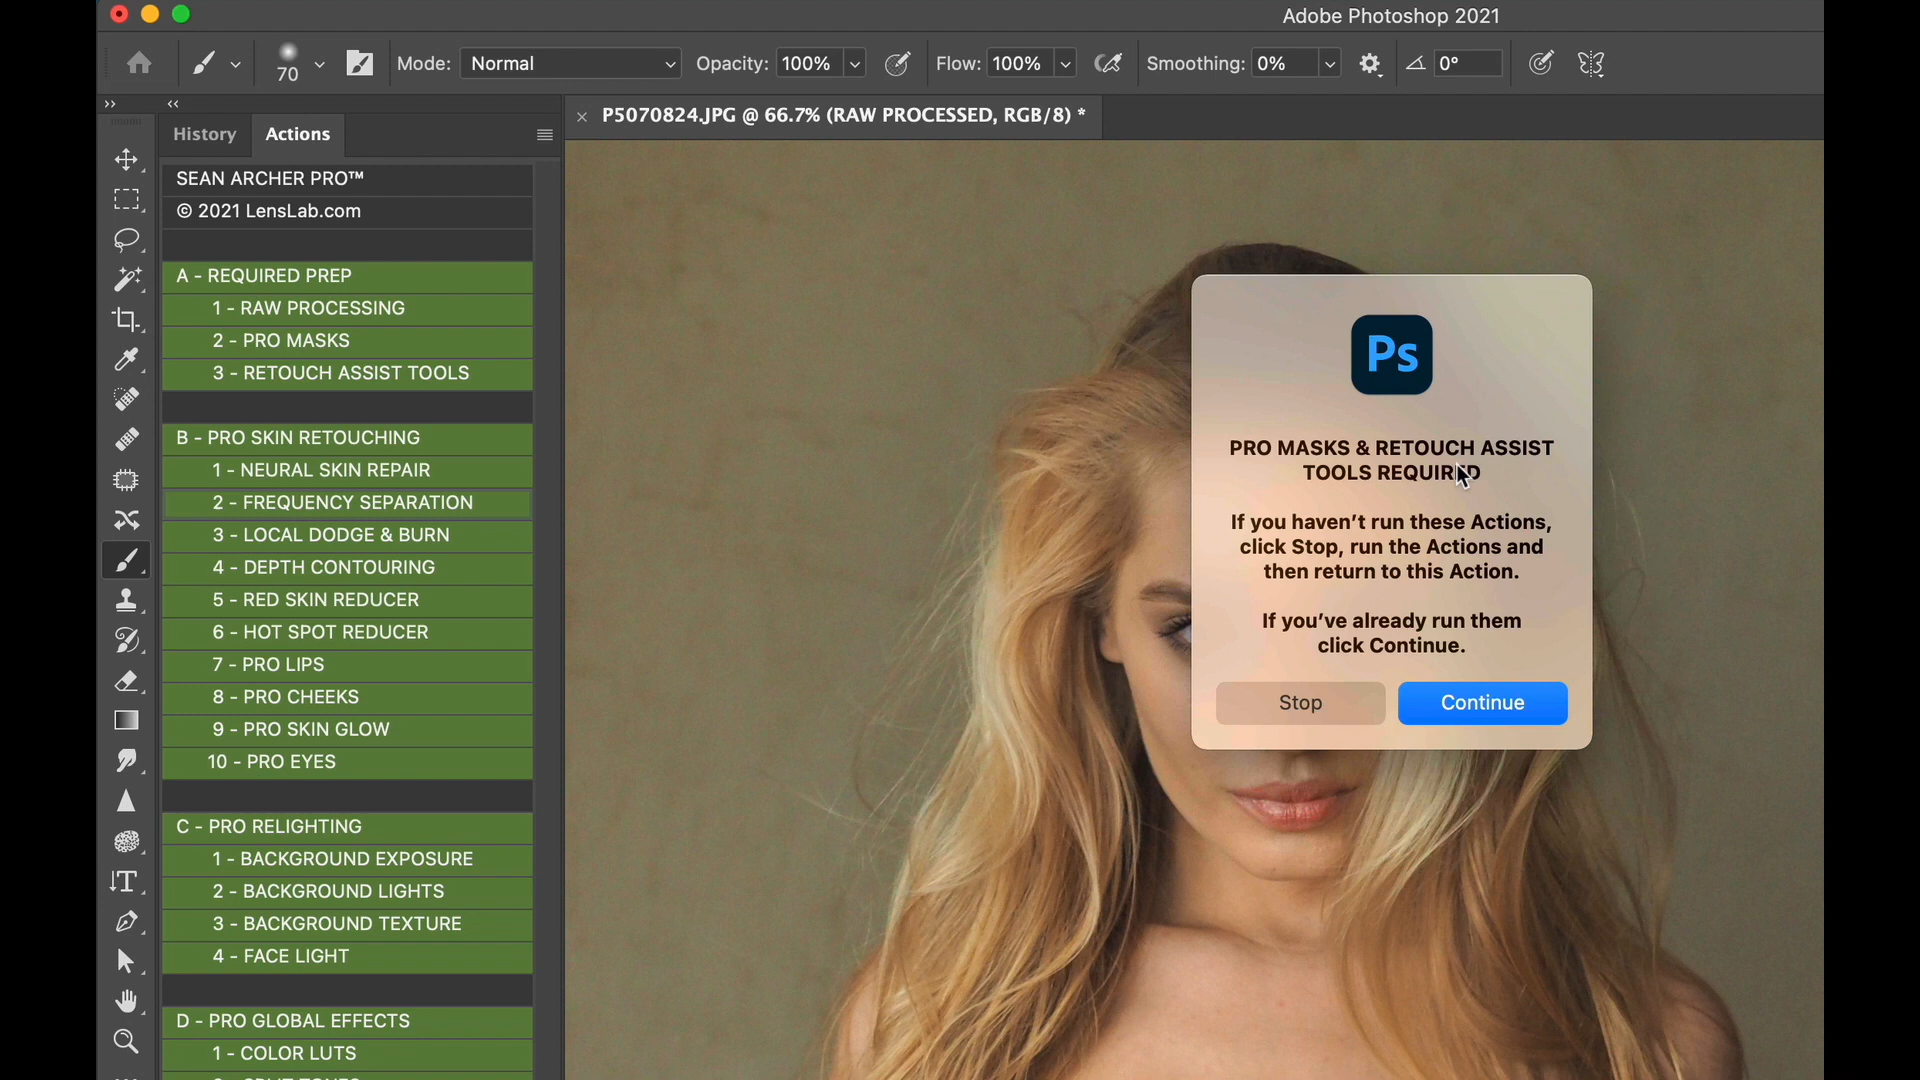 Adobe Photoshop 2021
70
Mode: Normal
Opacity: 100%
Flow: 100%
Smoothing: 0%
0°
History
Actions
P5070824.JPG @ 66.7% (RAW PROCESSED, RGB/8) *
SEAN ARCHER PRO™
© 2021 LensLab.com
A - REQUIRED PREP
1 - RAW PROCESSING
2 - PRO MASKS
3 - RETOUCH ASSIST TOOLS
B - PRO SKIN RETOUCHING
1 - NEURAL SKIN REPAIR
2 - FREQUENCY SEPARATION
3 - LOCAL DODGE & BURN
4 - DEPTH CONTOURING
5 - RED SKIN REDUCER
6 - HOT SPOT REDUCER
7 - PRO LIPS
8 - PRO CHEEKS
9 - PRO SKIN GLOW
10 - PRO EYES
C - PRO RELIGHTING
1 - BACKGROUND EXPOSURE
2 - BACKGROUND LIGHTS
3 - BACKGROUND TEXTURE
4 - FACE LIGHT
D - PRO GLOBAL EFFECTS
1 - COLOR LUTS
Ps
PRO MASKS & RETOUCH ASSIST
TOOLS REQUIRED
If you haven't run these Actions,
click Stop, run the Actions and
then return to this Action.
If you've already run them
click Continue.
Stop
Continue